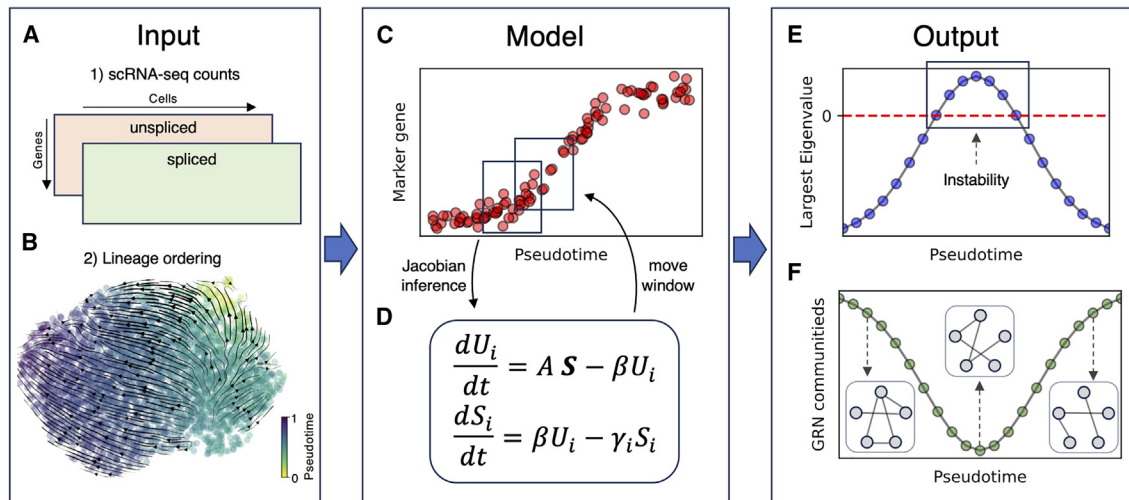 A
Input
1) scRNA-seq counts
Cells
Genes
unspliced
spliced
B
2) Lineage ordering
1
0
Pseudotime
C
Model
Marker gene
Pseudotime
Jacobian
inference
move
window
D
dU_i/dt = A S − βU_i
dS_i/dt = βU_i − γ_iS_i
E
Output
Largest Eigenvalue
0
Instability
Pseudotime
F
GRN communitieds
Pseudotime